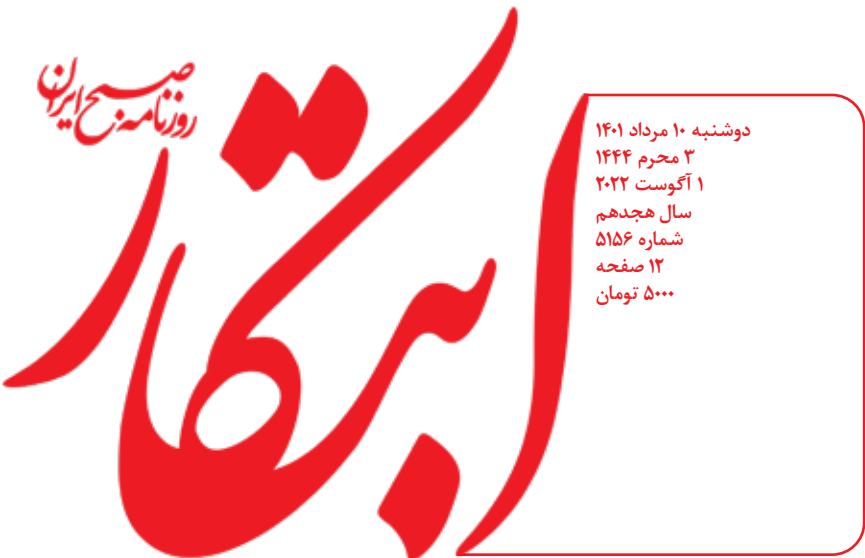 ابتکار
روزنامه صبح ایران
دوشنبه ۱۰ مرداد ۱۴۰۱
۳ محرم ۱۴۴۴
۱ آگوست ۲۰۲۲
سال هجدهم
شماره ۵۱۵۶
۱۲ صفحه
۵۰۰۰ تومان